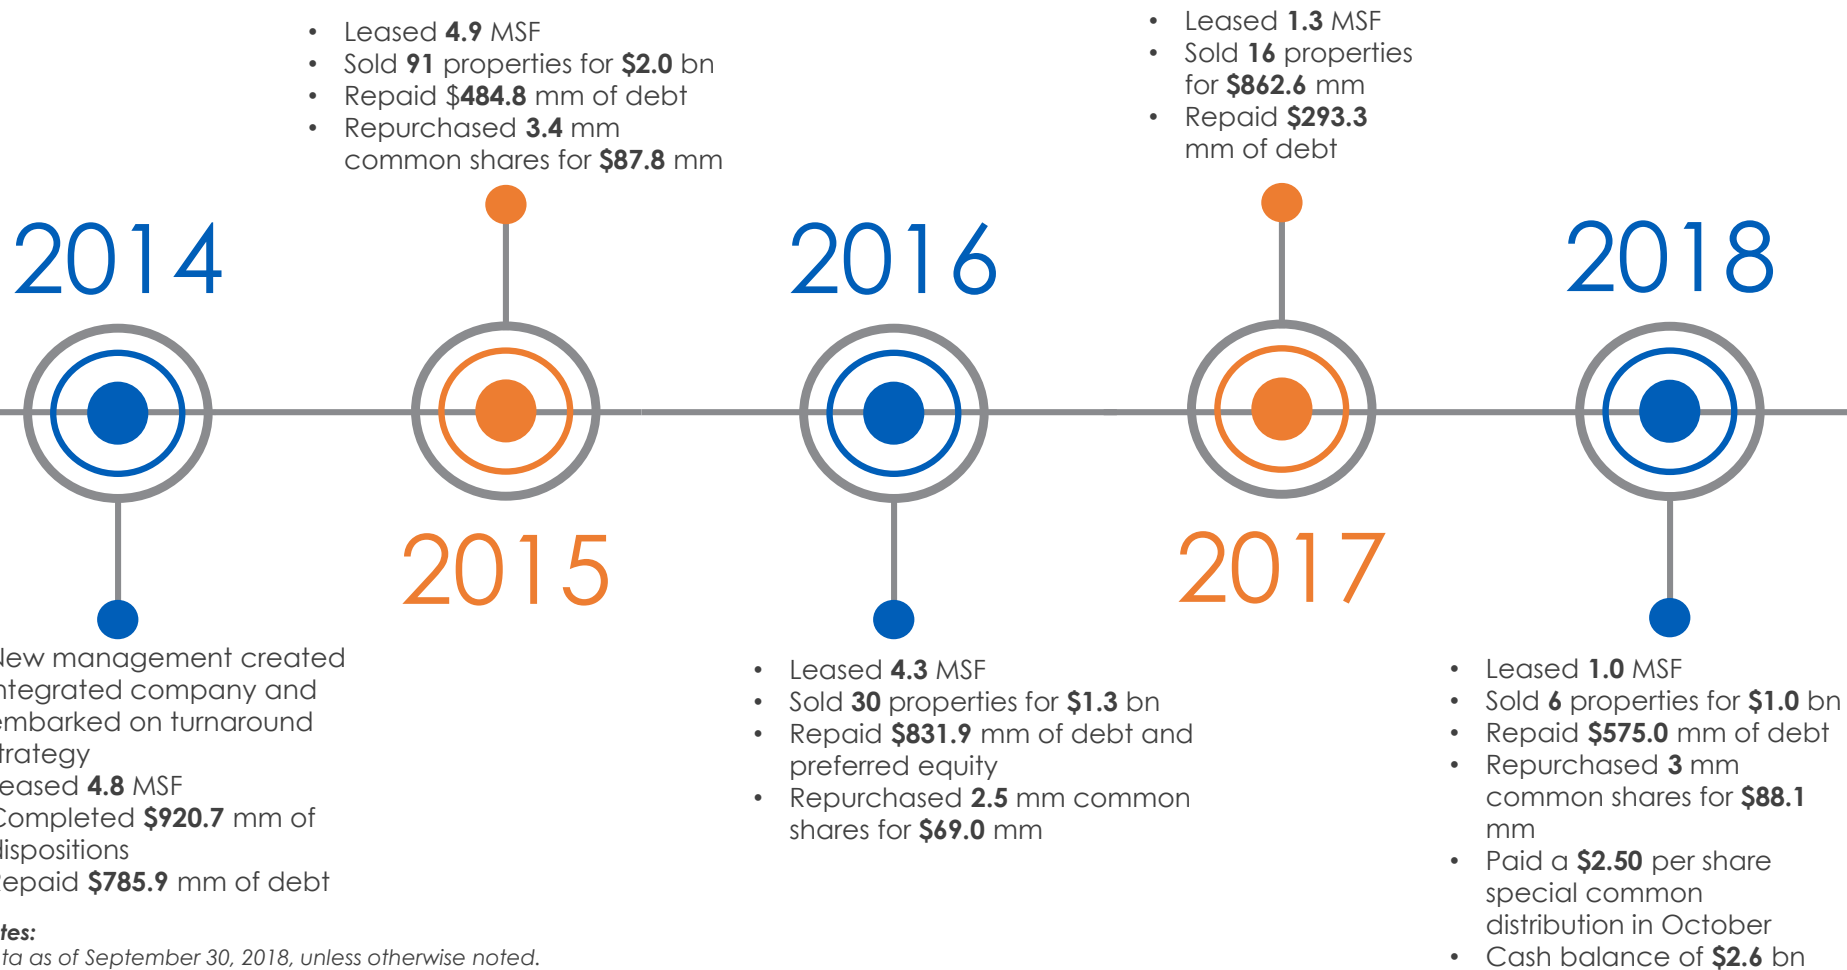 • Leased 4.9 MSF
• Sold 91 properties for $2.0 bn
• Repaid $484.8 mm of debt
• Repurchased 3.4 mm
common shares for $87.8 mm
• Leased 1.3 MSF
• Sold 16 properties
for $862.6 mm
• Repaid $293.3
mm of debt
2014
2016
2018
2015
2017
New management created
integrated company and
embarked on turnaround
strategy
Leased 4.8 MSF
Completed $920.7 mm of
dispositions
Repaid $785.9 mm of debt
• Leased 4.3 MSF
• Sold 30 properties for $1.3 bn
• Repaid $831.9 mm of debt and
preferred equity
• Repurchased 2.5 mm common
shares for $69.0 mm
• Leased 1.0 MSF
• Sold 6 properties for $1.0 bn
• Repaid $575.0 mm of debt
• Repurchased 3 mm
common shares for $88.1
mm
• Paid a $2.50 per share
special common
distribution in October
• Cash balance of $2.6 bn
tes:
ta as of September 30, 2018, unless otherwise noted.